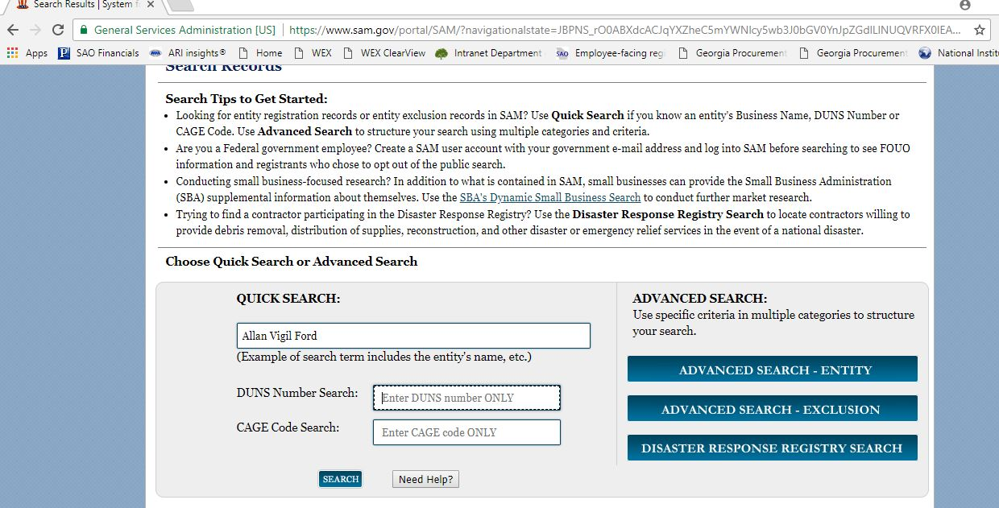 Search Results | System f
General Services Administration [US] | https://www.sam.gov/portal/SAM/?navigationalstate=JBPNS_rO0ABXdcACJqYXZheC5mYWNlcy5wb3J0bGV0YnJpZGdlLlNUQVRFX0lEA...
Apps SAO Financials ARI insights® Home WEX WEX ClearView Intranet Department SAO Employee-facing reg Georgia Procurement Georgia Procurement National Instit
Search Records
Search Tips to Get Started:
• Looking for entity registration records or entity exclusion records in SAM? Use Quick Search if you know an entity's Business Name, DUNS Number or
CAGE Code. Use Advanced Search to structure your search using multiple categories and criteria.
• Are you a Federal government employee? Create a SAM user account with your government e-mail address and log into SAM before searching to see FOUO
information and registrants who chose to opt out of the public search.
• Conducting small business-focused research? In addition to what is contained in SAM, small businesses can provide the Small Business Administration
(SBA) supplemental information about themselves. Use the SBA's Dynamic Small Business Search to conduct further market research.
• Trying to find a contractor participating in the Disaster Response Registry? Use the Disaster Response Registry Search to locate contractors willing to
provide debris removal, distribution of supplies, reconstruction, and other disaster or emergency relief services in the event of a national disaster.
Choose Quick Search or Advanced Search
QUICK SEARCH:
Allan Vigil Ford
(Example of search term includes the entity's name, etc.)
DUNS Number Search: Enter DUNS number ONLY
CAGE Code Search: Enter CAGE code ONLY
SEARCH Need Help?
ADVANCED SEARCH:
Use specific criteria in multiple categories to structure
your search.
ADVANCED SEARCH - ENTITY
ADVANCED SEARCH - EXCLUSION
DISASTER RESPONSE REGISTRY SEARCH